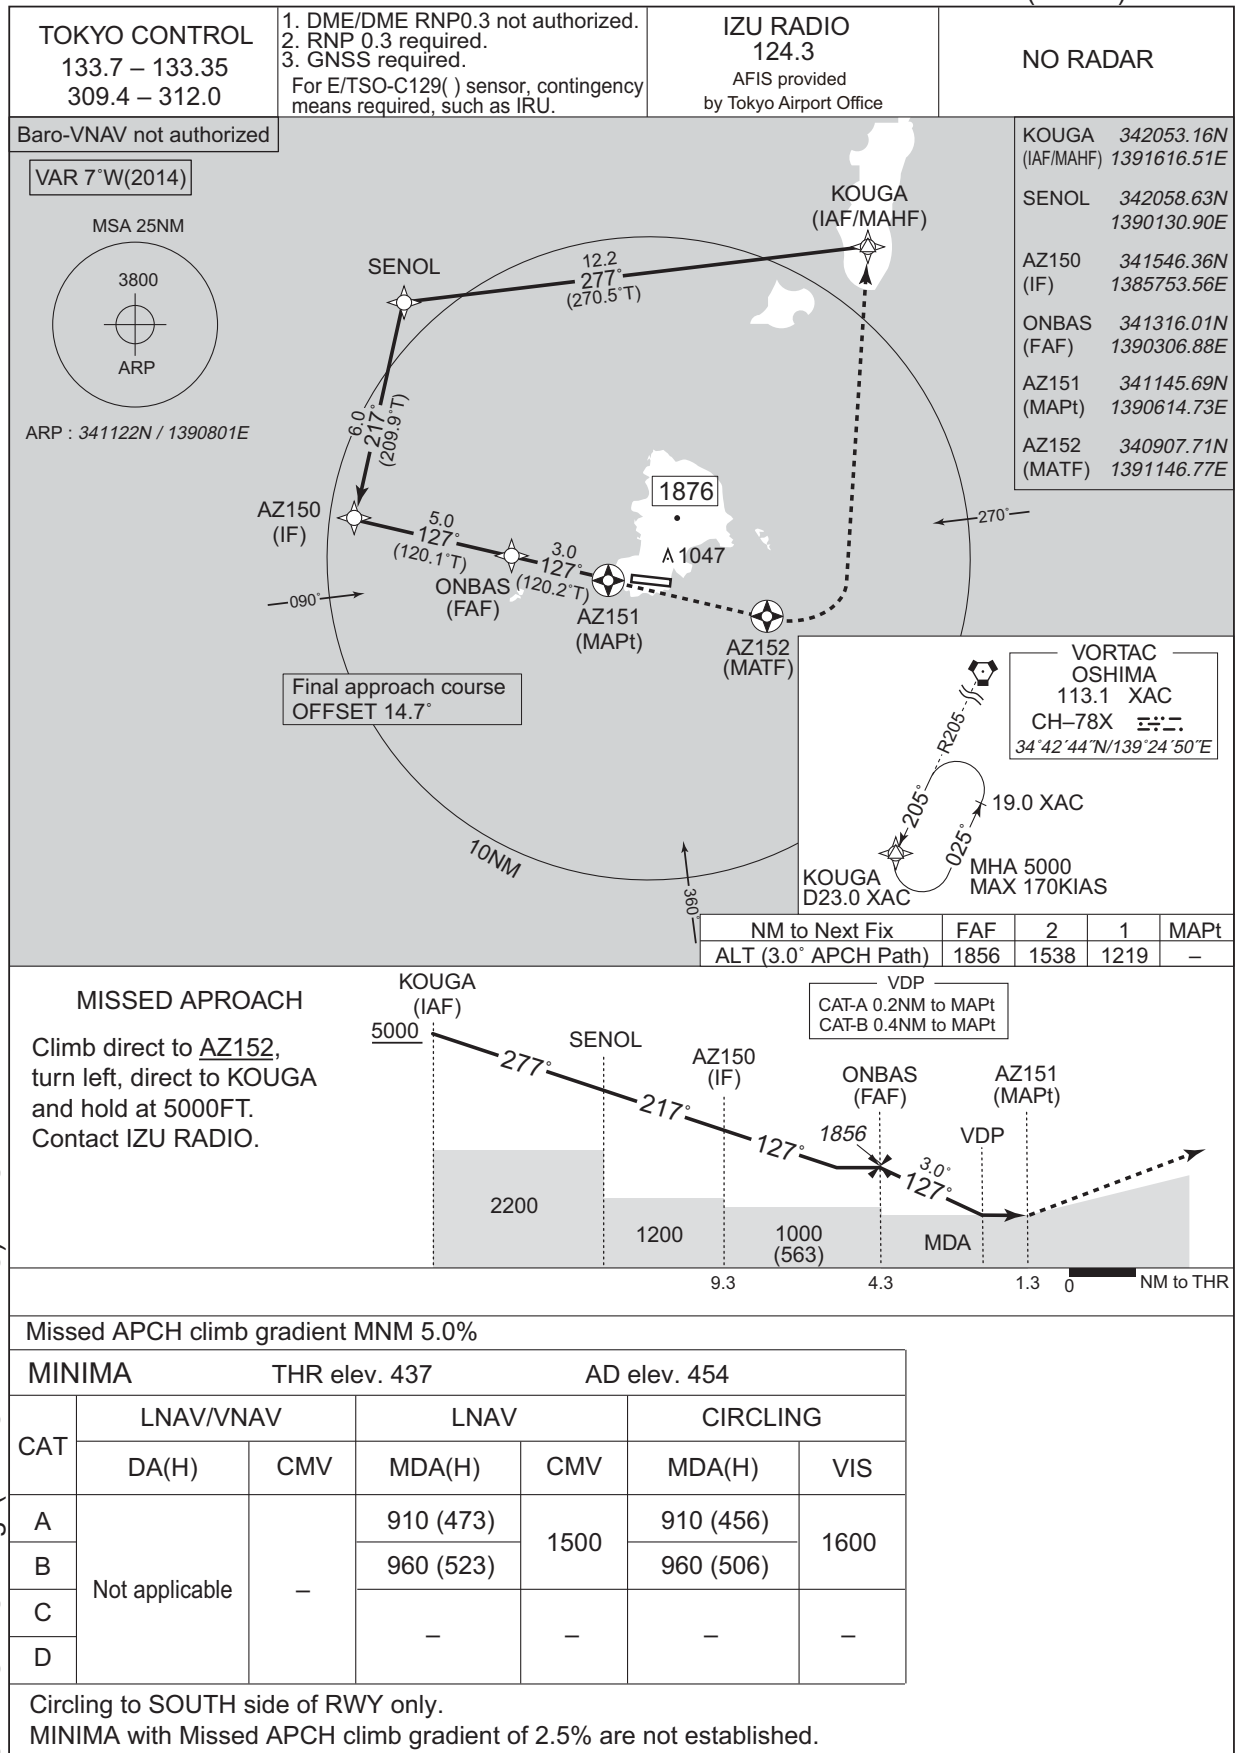 TOKYO CONTROL
133.7 – 133.35
309.4 – 312.0
1. DME/DME RNP0.3 not authorized.
2. RNP 0.3 required.
3. GNSS required.
For E/TSO-C129( ) sensor, contingency
means required, such as IRU.
IZU RADIO
124.3
AFIS provided
by Tokyo Airport Office
NO RADAR
Baro-VNAV not authorized
VAR 7˚W(2014)
MSA 25NM
3800
ARP
ARP : 341122N / 1390801E
KOUGA 342053.16N
(IAF/MAHF) 1391616.51E
SENOL 342058.63N
1390130.90E
AZ150 341546.36N
(IF) 1385753.56E
ONBAS 341316.01N
(FAF) 1390306.88E
AZ151 341145.69N
(MAPt) 1390614.73E
AZ152 340907.71N
(MATF) 1391146.77E
KOUGA
(IAF/MAHF)
SENOL
12.2
277˚
(270.5˚T)
6.0
217˚
(209.9˚T)
AZ150
(IF)
5.0
127˚
(120.1˚T)
ONBAS
(FAF)
3.0
127˚
(120.2˚T)
AZ151
(MAPt)
1876
1047
AZ152
(MATF)
270˚
090˚
360˚
10NM
Final approach course
OFFSET 14.7˚
VORTAC
OSHIMA
113.1 XAC
CH–78X
34˚42´44˝N/139˚24´50˝E
R205
205˚
025˚
19.0 XAC
KOUGA
D23.0 XAC
MHA 5000
MAX 170KIAS
NM to Next Fix FAF 2 1 MAPt
ALT (3.0˚ APCH Path) 1856 1538 1219 –
MISSED APROACH
Climb direct to AZ152,
turn left, direct to KOUGA
and hold at 5000FT.
Contact IZU RADIO.
KOUGA
(IAF)
5000
277˚
SENOL
217˚
AZ150
(IF)
127˚
1856
ONBAS
(FAF)
3.0˚
127˚
VDP
CAT-A 0.2NM to MAPt
CAT-B 0.4NM to MAPt
VDP
AZ151
(MAPt)
2200
1200
1000
(563)
MDA
9.3 4.3 1.3 0 NM to THR
Missed APCH climb gradient MNM 5.0%
MINIMA THR elev. 437 AD elev. 454
CAT LNAV/VNAV LNAV CIRCLING
DA(H) CMV MDA(H) CMV MDA(H) VIS
A 910 (473) 910 (456)
1500 1600
B 960 (523) 960 (506)
Not applicable –
C
– – – –
D
Circling to SOUTH side of RWY only.
MINIMA with Missed APCH climb gradient of 2.5% are not established.